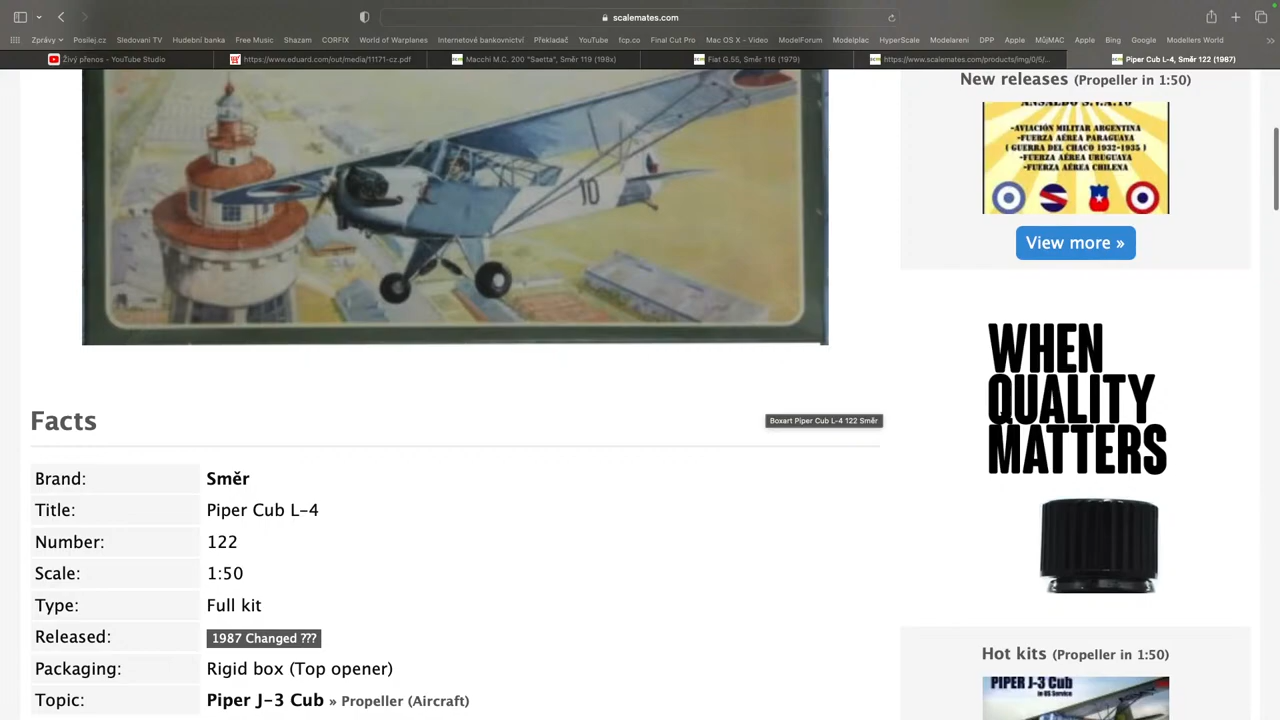 scalemates.com
Zprávy
Posilej.cz
Sledovani TV
Hudební banka
Free Music
Shazam
CORFIX
World of Warplanes
Internetové bankovnictví
Překladač
YouTube
fcp.co
Final Cut Pro
Mac OS X - Video
ModelForum
Modelplac
HyperScale
Modelareni
DPP
Apple
MůjMAC
Apple
Bing
Google
Modellers World
Živý přenos - YouTube Studio
https://www.eduard.com/out/media/11171-cz.pdf
Macchi M.C. 200 "Saetta", Směr 119 (198x)
Fiat G.55, Směr 116 (1979)
https://www.scalemates.com/products/img/0/5/...
Piper Cub L-4, Směr 122 (1987)
New releases (Propeller in 1:50)
ANSALDO S.V.A.10
-AVIACIÓN MILITAR ARGENTINA
-FUERZA AÉREA PARAGUAYA
( GUERRA DEL CHACO 1932-1935 )
-FUERZA AÉREA URUGUAYA
-FUERZA AÉREA CHILENA
View more »
10
WHEN
QUALITY
MATTERS
Facts
Boxart Piper Cub L-4 122 Směr
Brand: Směr
Title: Piper Cub L-4
Number: 122
Scale: 1:50
Type: Full kit
Released: 1987 Changed ???
Packaging: Rigid box (Top opener)
Topic: Piper J-3 Cub » Propeller (Aircraft)
Hot kits (Propeller in 1:50)
PIPER J-3 Cub
in US Service